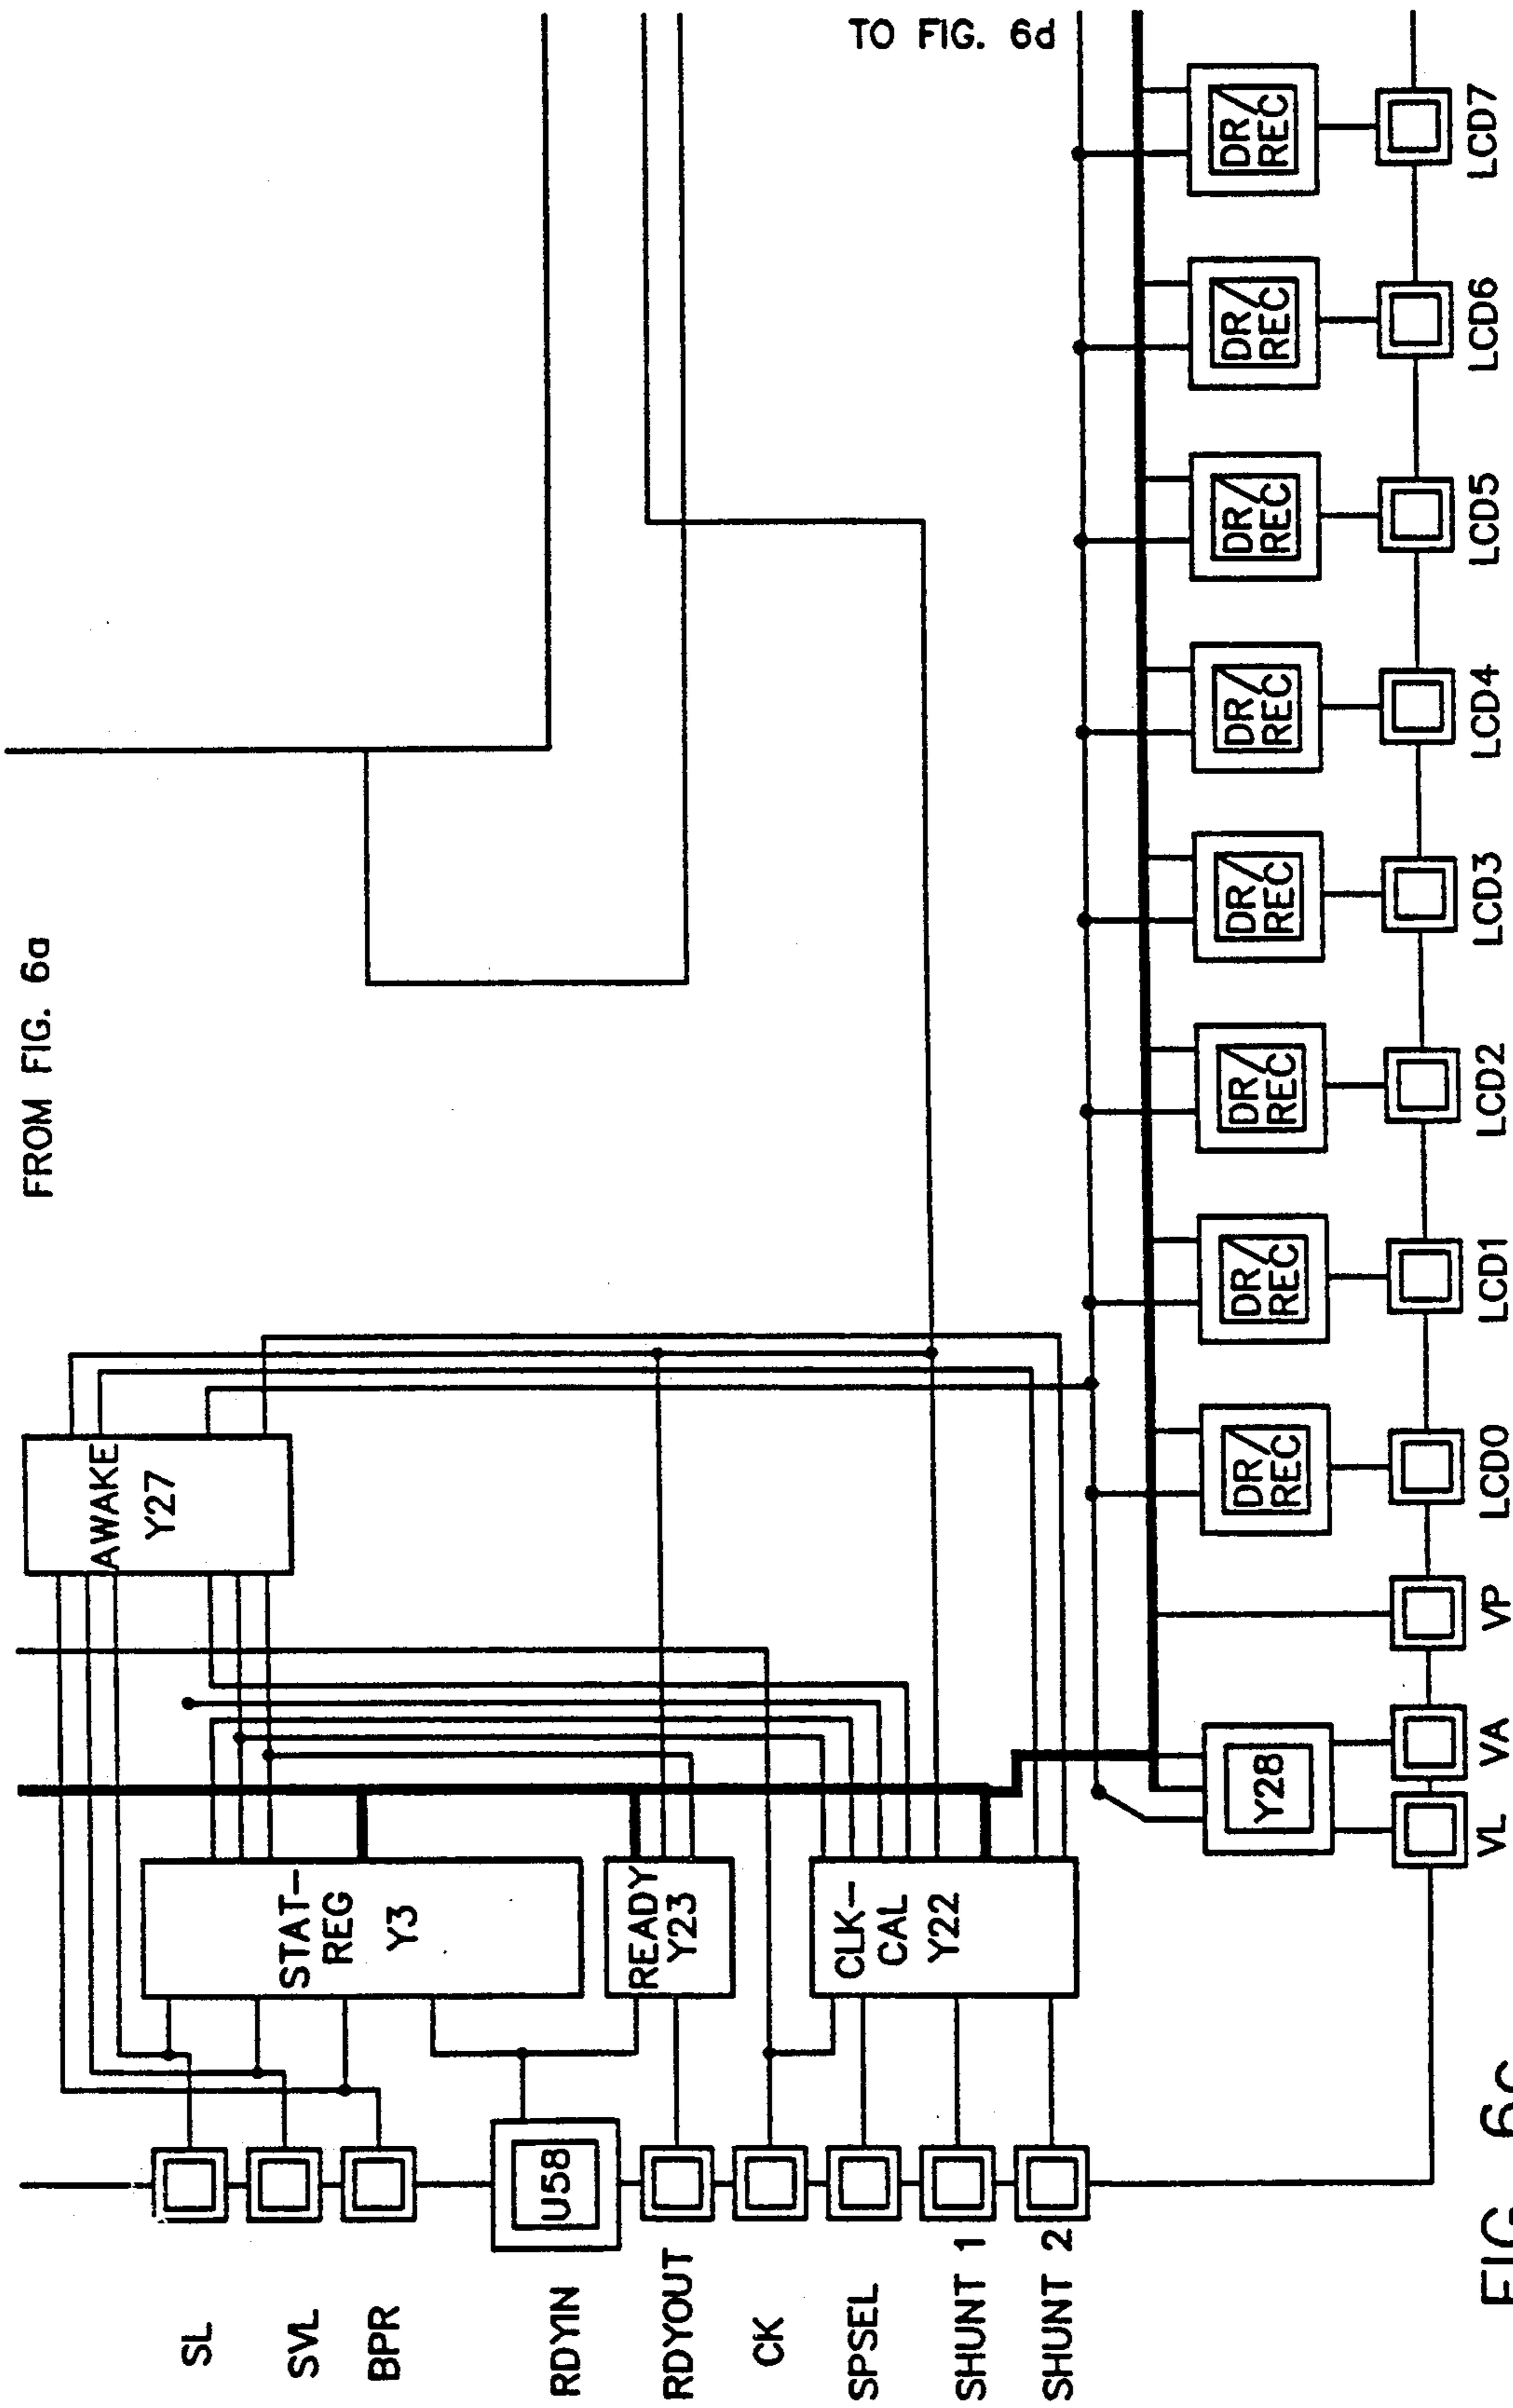 FROM FIG. 6a
TO FIG. 6d
AWAKE
Y27
STAT-
REG
Y3
READY
Y23
CLK-
CAL
Y22
SL
SVL
BPR
RDYIN
U58
RDYOUT
CK
SPSEL
SHUNT 1
SHUNT 2
Y28
DR/
REC
DR/
REC
DR/
REC
DR/
REC
DR/
REC
DR/
REC
DR/
REC
DR/
REC
VL
VA
VP
LCD0
LCD1
LCD2
LCD3
LCD4
LCD5
LCD6
LCD7
FIG. 6c